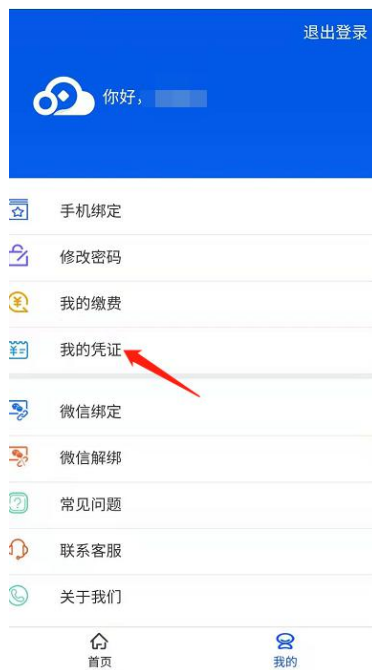 退出登录
你好，
手机绑定
修改密码
我的缴费
我的凭证
微信绑定
微信解绑
常见问题
联系客服
关于我们
首页
我的